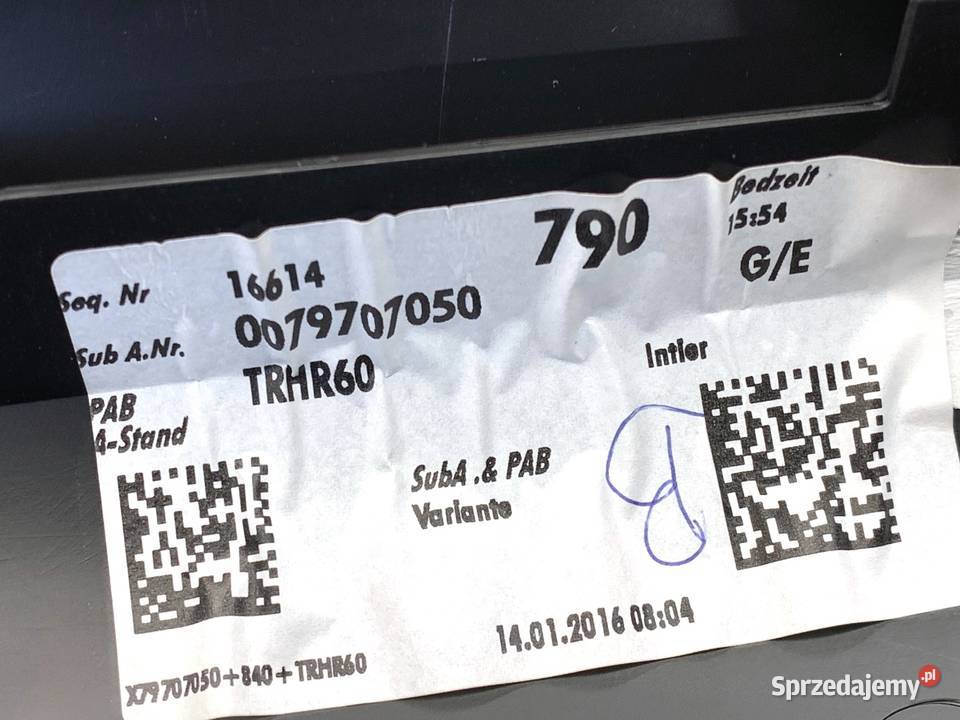 790
Bedzeit
15:54
G/E
Seq. Nr 16614
Sub A.Nr. 0079707050
PAB TRHR60
A-Stand
Intier
SubA .& PAB
Variante
14.01.2016 08:04
X79707050+840+TRHR60
Sprzedajemy.pl